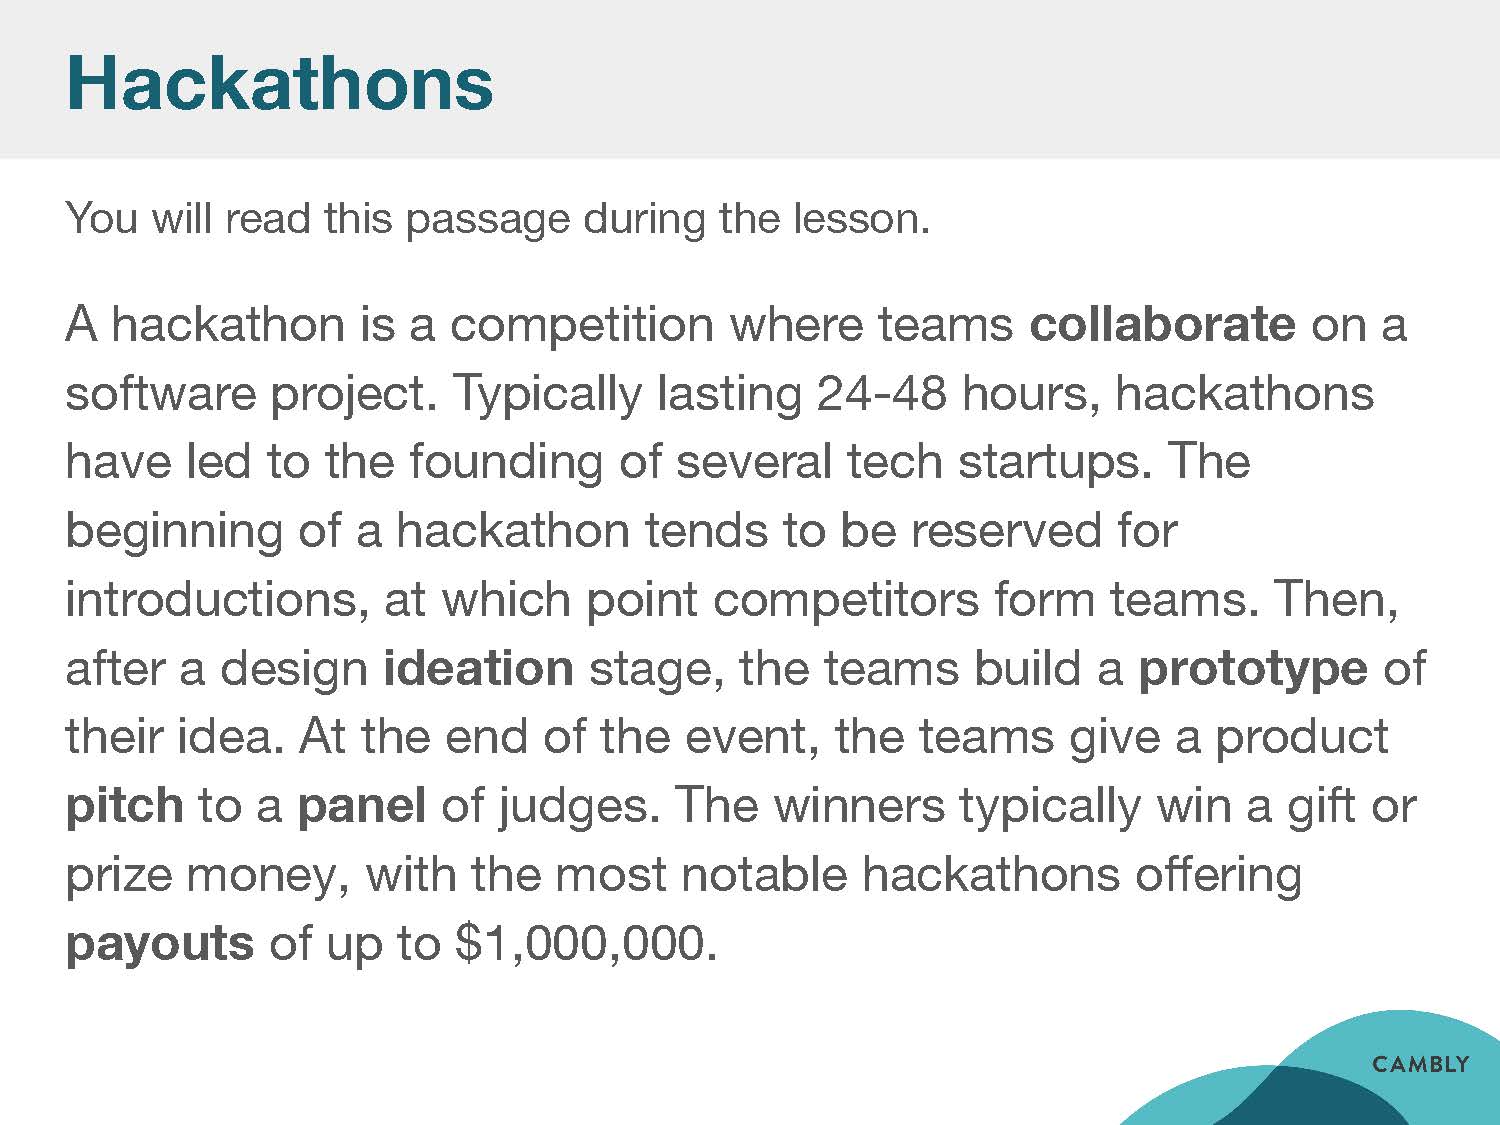 Hackathons
You will read this passage during the lesson.
A hackathon is a competition where teams collaborate on a
software project. Typically lasting 24-48 hours, hackathons
have led to the founding of several tech startups. The
beginning of a hackathon tends to be reserved for
introductions, at which point competitors form teams. Then,
after a design ideation stage, the teams build a prototype of
their idea. At the end of the event, the teams give a product
pitch to a panel of judges. The winners typically win a gift or
prize money, with the most notable hackathons offering
payouts of up to $1,000,000.
CAMBLY